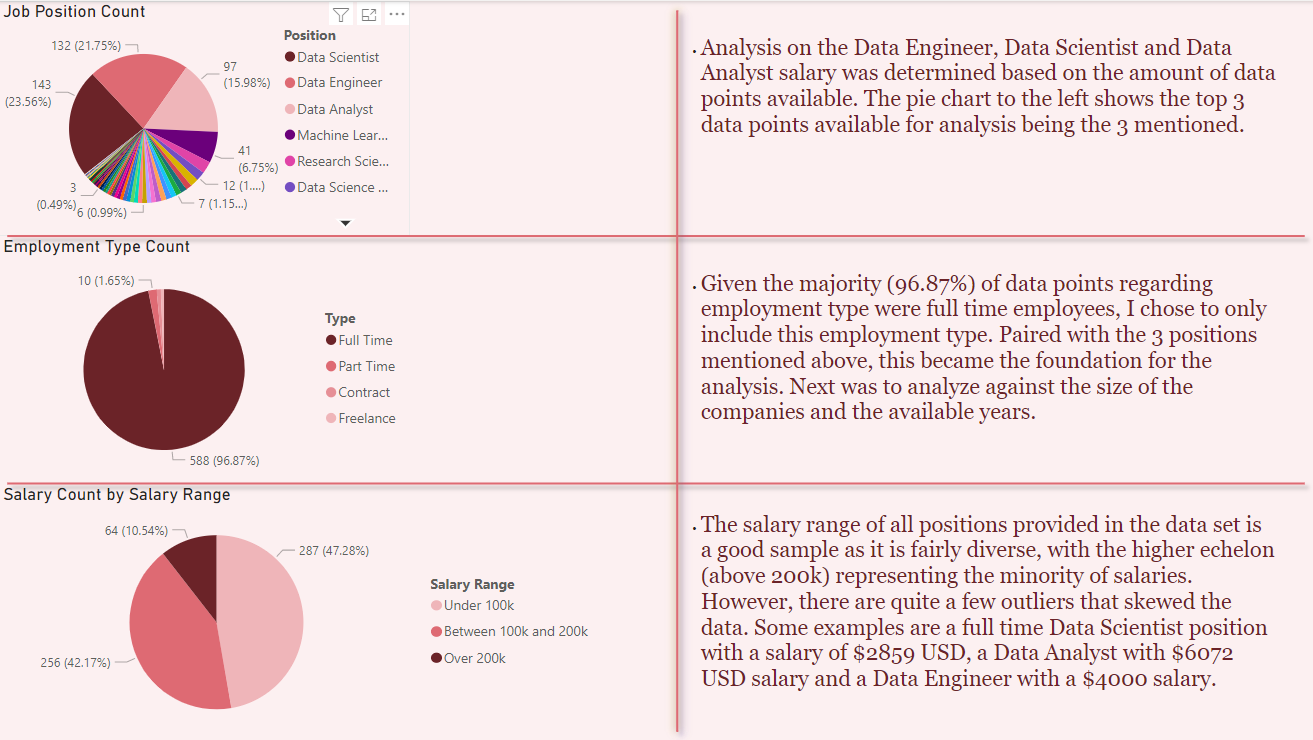 Job Position Count
132 (21.75%)
143
(23.56%)
97
(15.98%)
41
(6.75%)
12 (1....)
7 (1.15...)
6 (0.99%)
3
(0.49%)
Position
Data Scientist
Data Engineer
Data Analyst
Machine Lear...
Research Scie...
Data Science ...
· Analysis on the Data Engineer, Data Scientist and Data
Analyst salary was determined based on the amount of data
points available. The pie chart to the left shows the top 3
data points available for analysis being the 3 mentioned.
Employment Type Count
10 (1.65%)
588 (96.87%)
Type
Full Time
Part Time
Contract
Freelance
· Given the majority (96.87%) of data points regarding
employment type were full time employees, I chose to only
include this employment type. Paired with the 3 positions
mentioned above, this became the foundation for the
analysis. Next was to analyze against the size of the
companies and the available years.
Salary Count by Salary Range
64 (10.54%)
287 (47.28%)
256 (42.17%)
Salary Range
Under 100k
Between 100k and 200k
Over 200k
· The salary range of all positions provided in the data set is
a good sample as it is fairly diverse, with the higher echelon
(above 200k) representing the minority of salaries.
However, there are quite a few outliers that skewed the
data. Some examples are a full time Data Scientist position
with a salary of $2859 USD, a Data Analyst with $6072
USD salary and a Data Engineer with a $4000 salary.